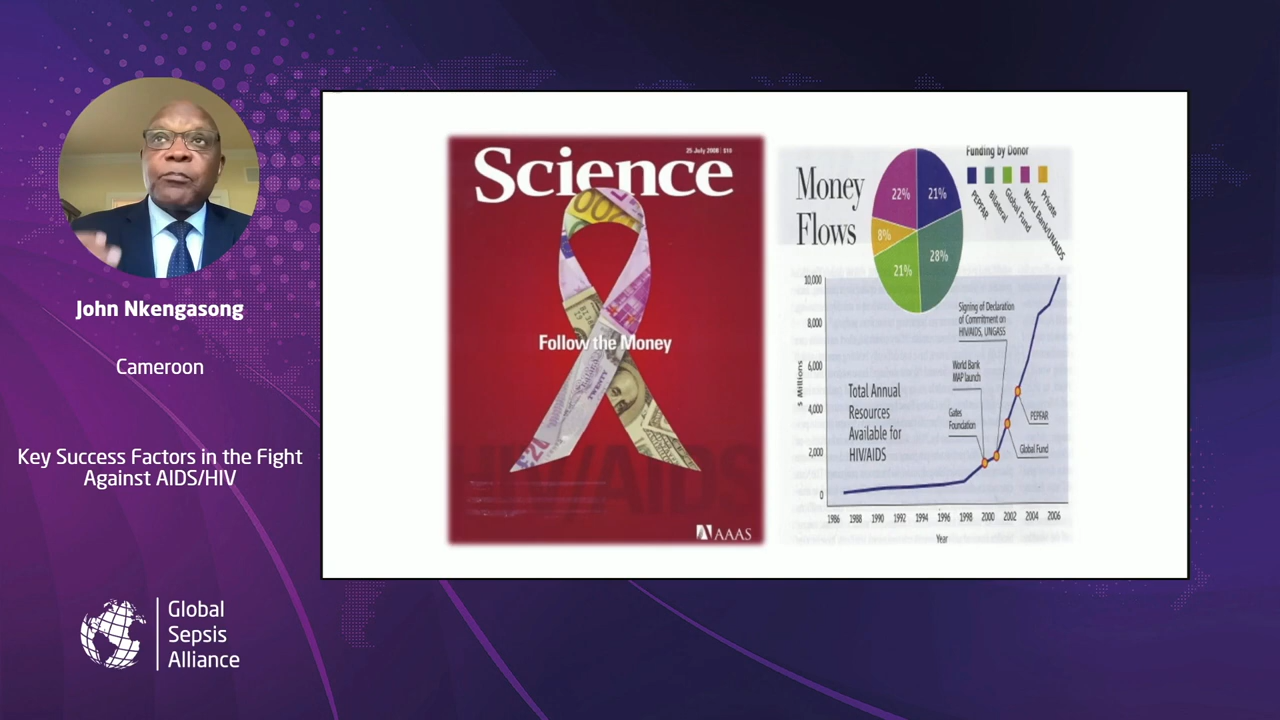 John Nkengasong
Cameroon
Key Success Factors in the Fight
Against AIDS/HIV
Global
Sepsis
Alliance
25 July 2008 | $10
Science
Follow the Money
TWENTY
HIV/AIDS
AAAS
Money
Flows
Funding by Donor
PEPFAR
Bilateral
Global Fund
World Bank/UNAIDS
Private
22%
21%
8%
28%
21%
10,000
8,000
6,000
4,000
2,000
0
$ Millions
Total Annual
Resources
Available for
HIV/AIDS
Signing of Declaration
of Commitment on
HIV/AIDS, UNGASS
World Bank
MAP launch
Gates
Foundation
PEPFAR
Global Fund
1986 1988 1990 1992 1994 1996 1998 2000 2002 2004 2006
Year